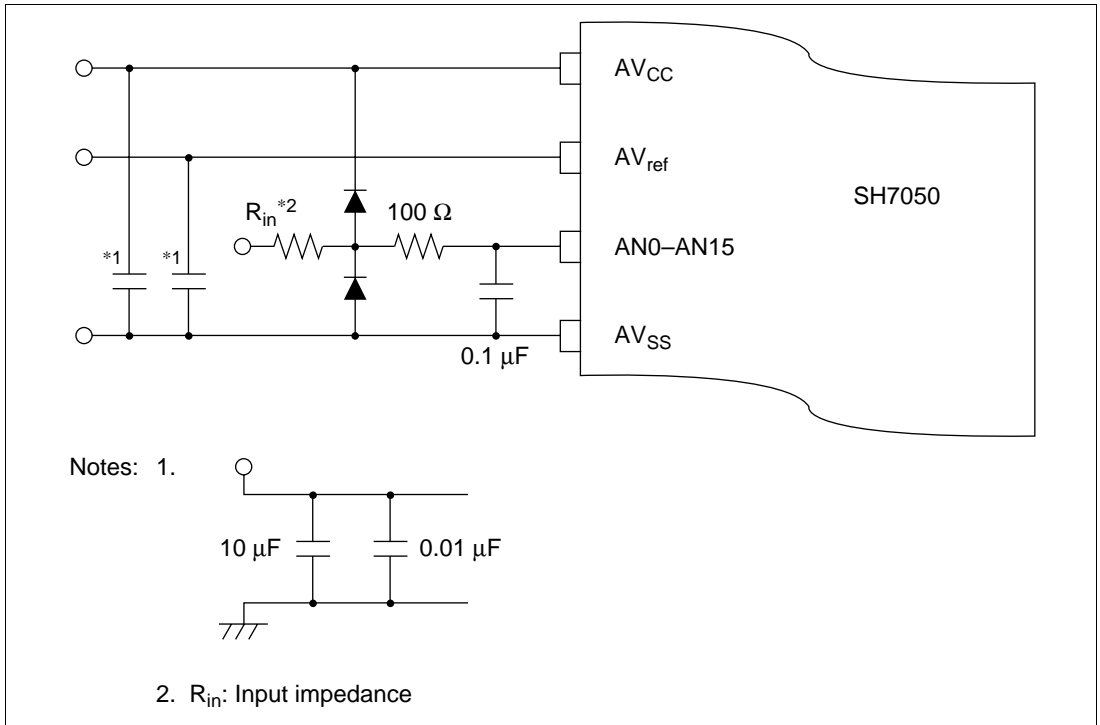 AVCC
AVref
SH7050
Rin*2
100 Ω
AN0–AN15
*1
*1
AVSS
0.1 μF
Notes: 1.
10 μF
0.01 μF
2. Rin: Input impedance